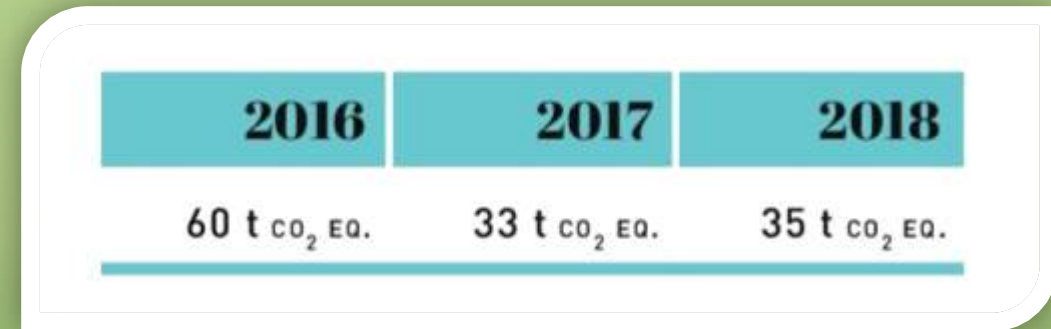 2016 2017 2018
60 t CO₂ EQ. 33 t CO₂ EQ. 35 t CO₂ EQ.